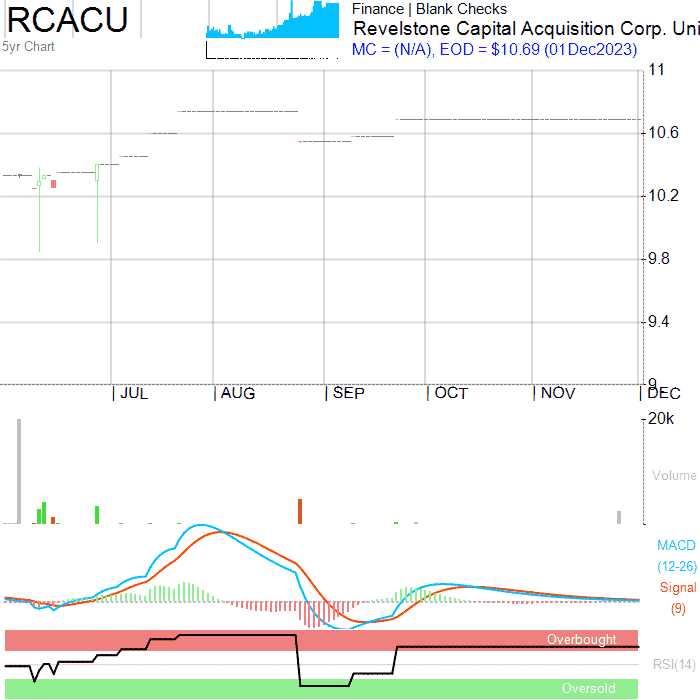 RCACU
Finance | Blank Checks
Revelstone Capital Acquisition Corp. Uni
5yr Chart
MC = (N/A), EOD = $10.69 (01Dec2023)
11
10.6
10.2
9.8
9.4
9
| JUL | AUG | SEP | OCT | NOV | DEC
20k
Volume
MACD
(12-26)
Signal
(9)
Overbought
RSI(14)
Oversold